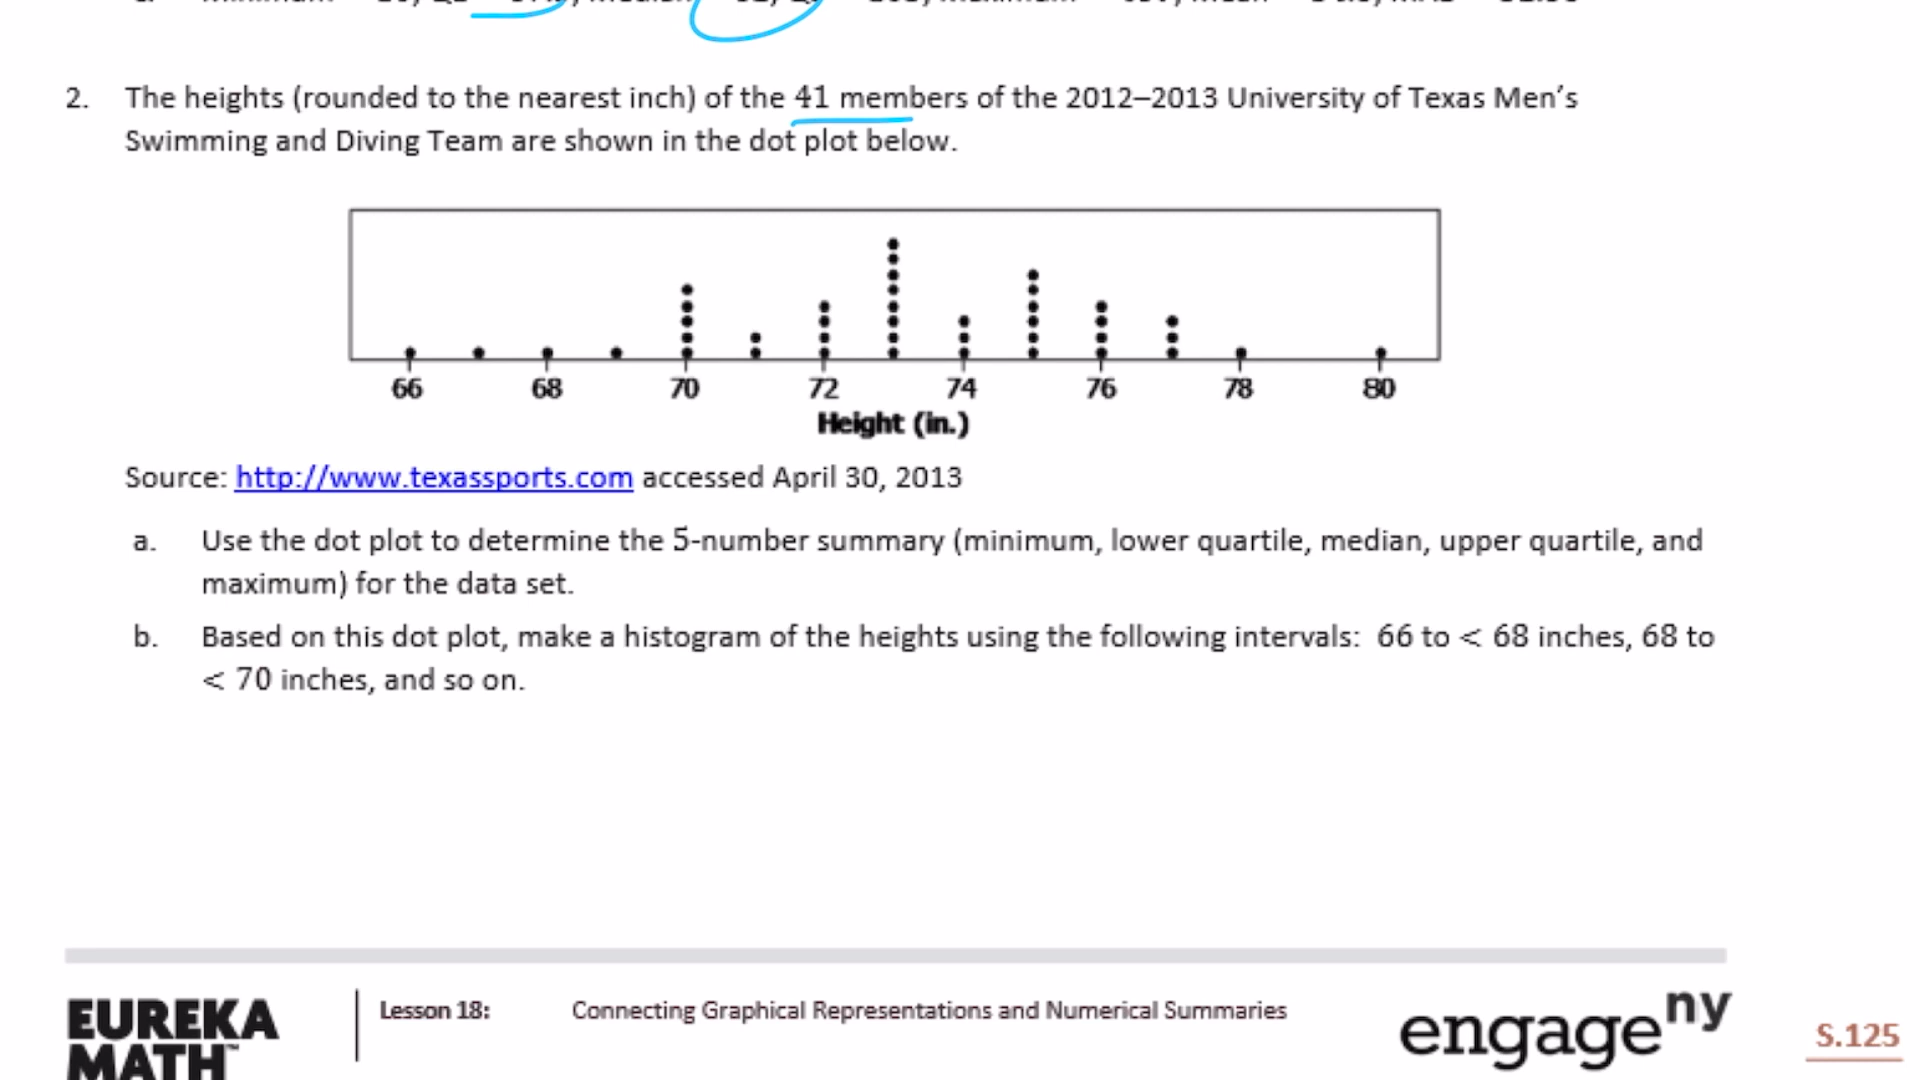 2. The heights (rounded to the nearest inch) of the 41 members of the 2012–2013 University of Texas Men’s
Swimming and Diving Team are shown in the dot plot below.
66 68 70 72 74 76 78 80
Height (in.)
Source: http://www.texassports.com accessed April 30, 2013
a. Use the dot plot to determine the 5-number summary (minimum, lower quartile, median, upper quartile, and
maximum) for the data set.
b. Based on this dot plot, make a histogram of the heights using the following intervals: 66 to < 68 inches, 68 to
< 70 inches, and so on.
EUREKA
MATH™
Lesson 18: Connecting Graphical Representations and Numerical Summaries
engageny
S.125